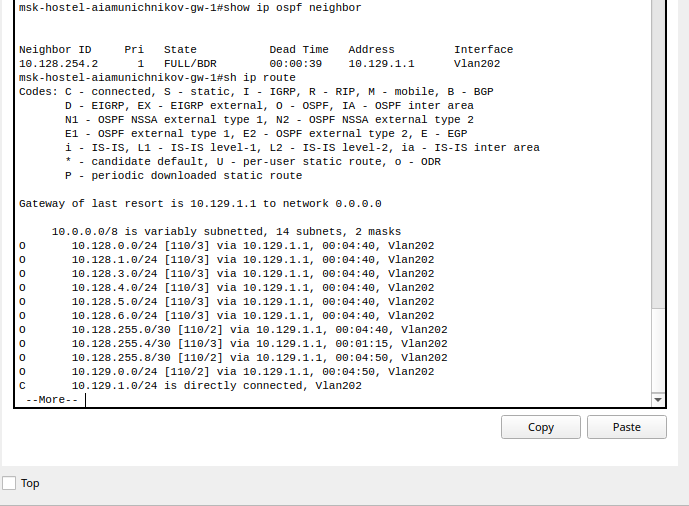 msk-hostel-aiamunichnikov-gw-1#show ip ospf neighbor
Neighbor ID     Pri   State           Dead Time   Address         Interface
10.128.254.2      1   FULL/BDR        00:00:39    10.129.1.1      Vlan202
msk-hostel-aiamunichnikov-gw-1#sh ip route
Codes: C - connected, S - static, I - IGRP, R - RIP, M - mobile, B - BGP
       D - EIGRP, EX - EIGRP external, O - OSPF, IA - OSPF inter area
       N1 - OSPF NSSA external type 1, N2 - OSPF NSSA external type 2
       E1 - OSPF external type 1, E2 - OSPF external type 2, E - EGP
       i - IS-IS, L1 - IS-IS level-1, L2 - IS-IS level-2, ia - IS-IS inter area
       * - candidate default, U - per-user static route, o - ODR
       P - periodic downloaded static route
Gateway of last resort is 10.129.1.1 to network 0.0.0.0
     10.0.0.0/8 is variably subnetted, 14 subnets, 2 masks
O       10.128.0.0/24 [110/3] via 10.129.1.1, 00:04:40, Vlan202
O       10.128.1.0/24 [110/3] via 10.129.1.1, 00:04:40, Vlan202
O       10.128.3.0/24 [110/3] via 10.129.1.1, 00:04:40, Vlan202
O       10.128.4.0/24 [110/3] via 10.129.1.1, 00:04:40, Vlan202
O       10.128.5.0/24 [110/3] via 10.129.1.1, 00:04:40, Vlan202
O       10.128.6.0/24 [110/3] via 10.129.1.1, 00:04:40, Vlan202
O       10.128.255.0/30 [110/2] via 10.129.1.1, 00:04:40, Vlan202
O       10.128.255.4/30 [110/3] via 10.129.1.1, 00:01:15, Vlan202
O       10.128.255.8/30 [110/2] via 10.129.1.1, 00:04:50, Vlan202
O       10.129.0.0/24 [110/2] via 10.129.1.1, 00:04:50, Vlan202
C       10.129.1.0/24 is directly connected, Vlan202
 --More--
Copy Paste
Top